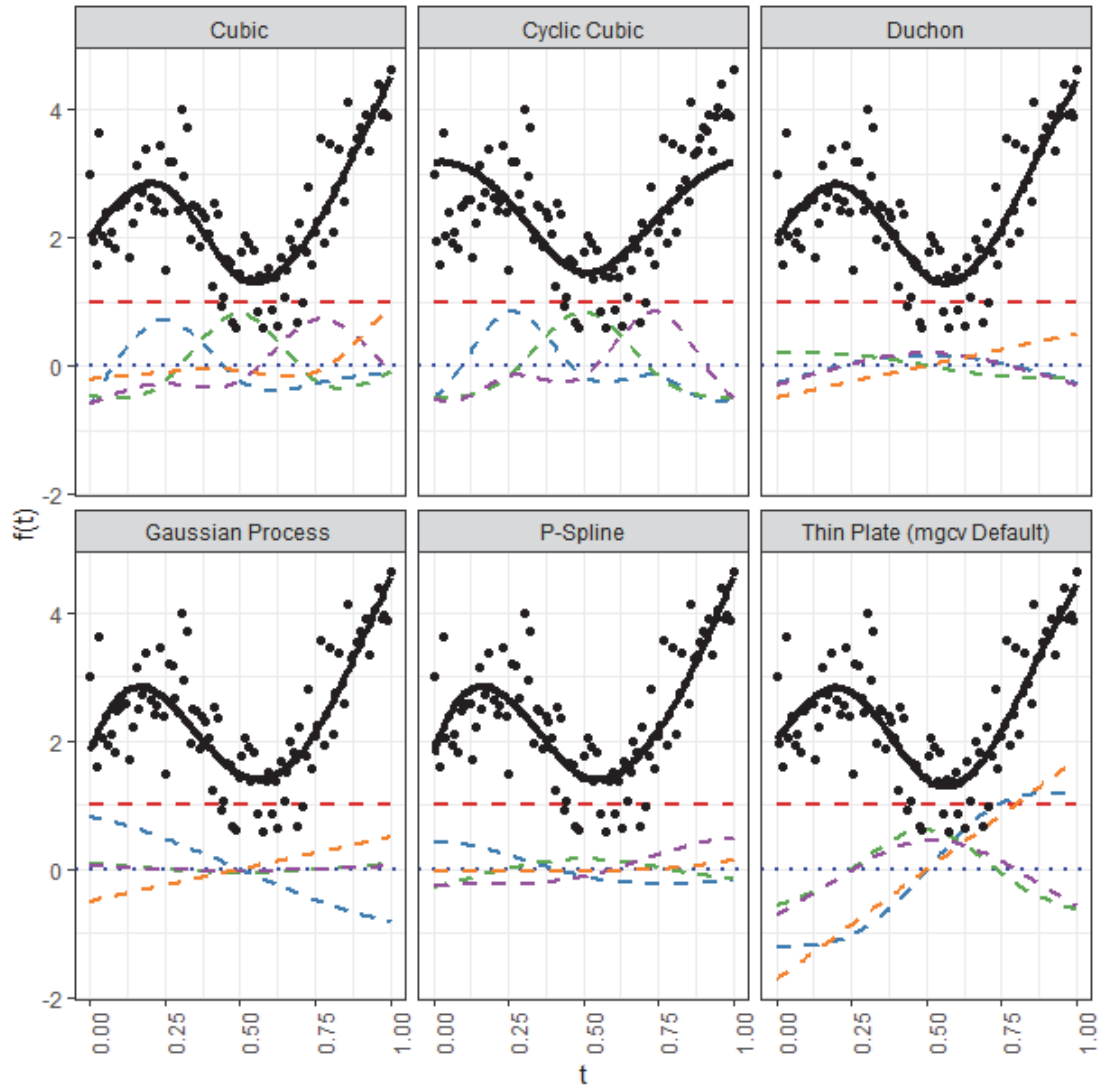 Cubic
Cyclic Cubic
Duchon
4
2
0
-2
Gaussian Process
P-Spline
Thin Plate (mgcv Default)
4
2
0
-2
f(t)
0.00
0.25
0.50
0.75
1.00
0.00
0.25
0.50
0.75
1.00
0.00
0.25
0.50
0.75
1.00
t